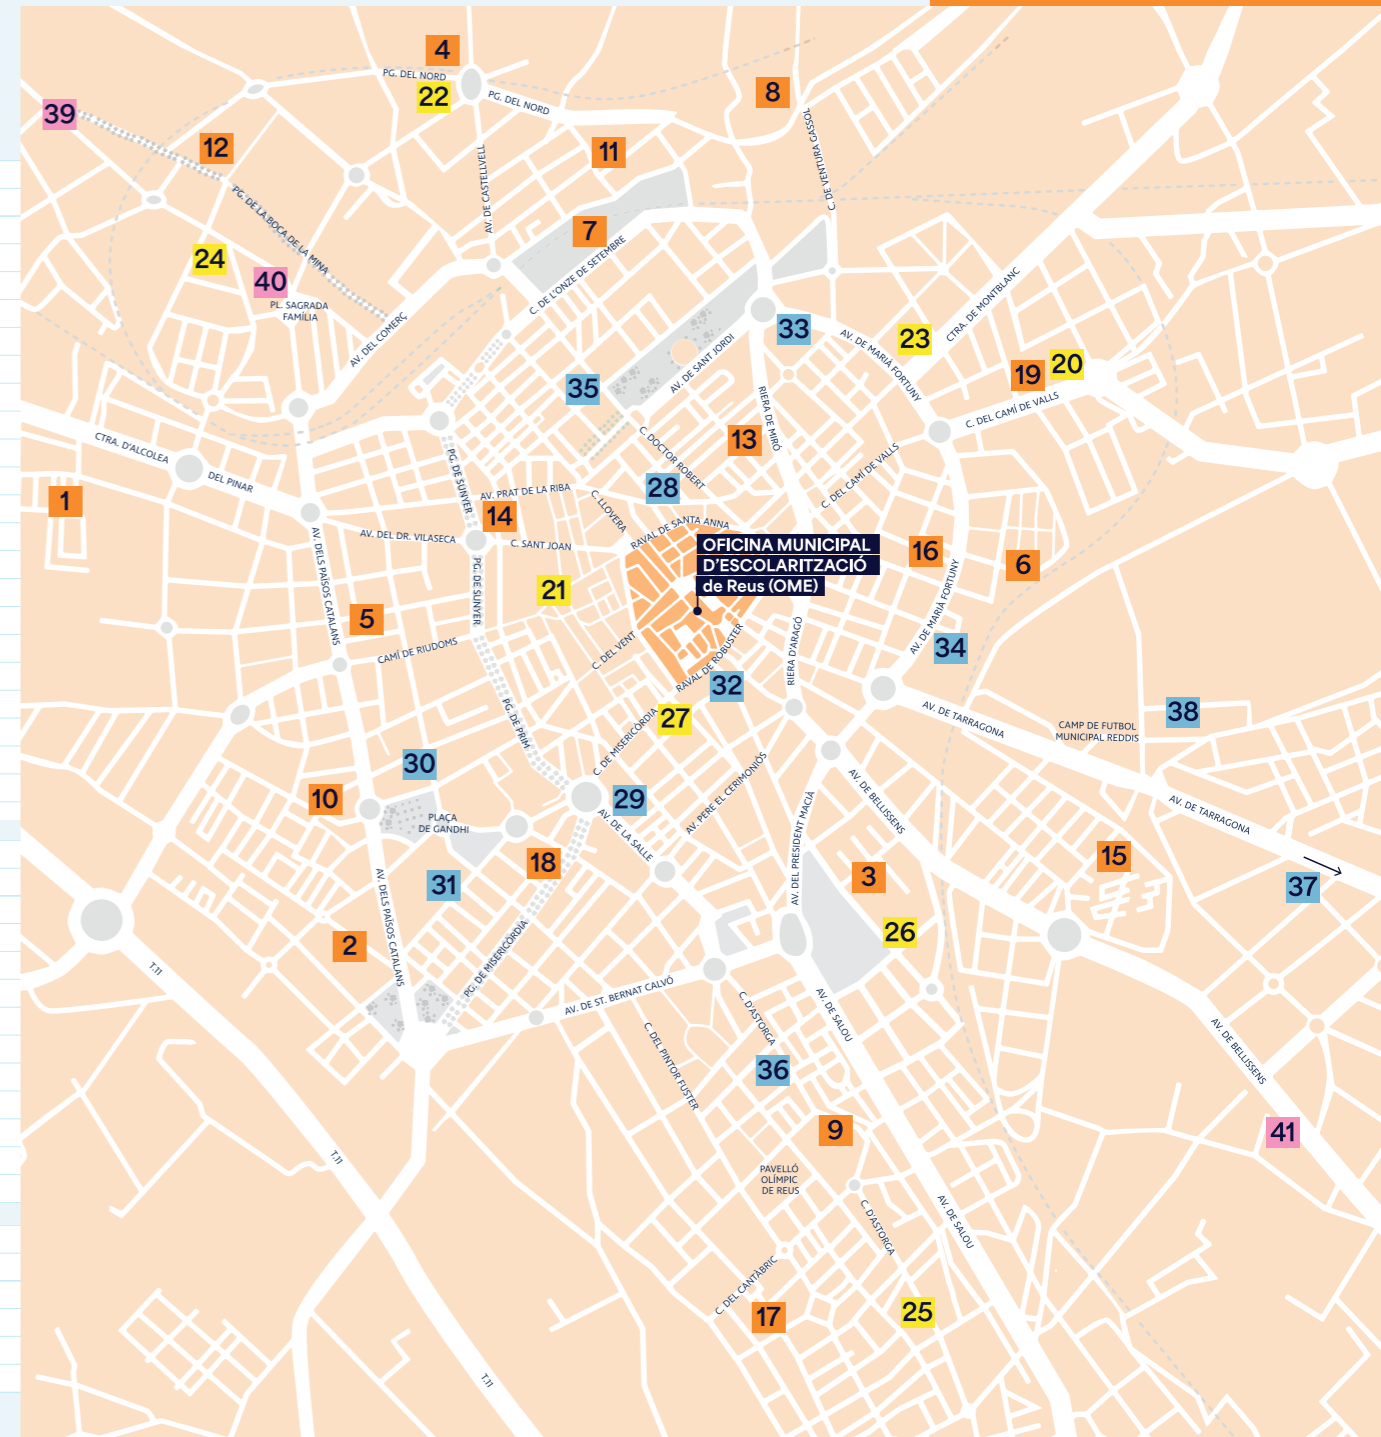 4
PG. DEL NORD
22
PG. DEL NORD
8
39
12
11
C. DE VENTURA GASSOL
AV. DE CASTELLVELL
PG. DE LA BOCA DE LA MINA
7
24
40
PL. SAGRADA
FAMÍLIA
C. DE L'ONZE DE SETEMBRE
CTRA. DE MONTBLANC
AV. DEL COMERÇ
33
AV. DE MARIÀ FORTUNY
23
AV. DE SANT JORDI
35
19
20
RIERA DE MIRÓ
C. DEL CAMÍ DE VALLS
CTRA. D'ALCOLEA
DEL PINAR
13
C. DOCTOR ROBERT
C. DEL CAMÍ DE VALLS
PG. DE SUNYER
1
AV. PRAT DE LA RIBA
28
C. LLOVERA
14
RAVAL DE SANTA ANNA
AV. DEL DR. VILASECA
C. SANT JOAN
OFICINA MUNICIPAL
D'ESCOLARITZACIÓ
de Reus (OME)
16
6
AV. DELS PAÏSOS CATALANS
PG. DE SUNYER
21
AV. DE MARIÀ FORTUNY
5
CAMÍ DE RIUDOMS
C. DEL VENT
RAVAL DE ROBUSTER
RIERA D'ARAGÓ
34
32
PG. DE PRIM
27
C. DE MISERICÒRDIA
AV. DE TARRAGONA
CAMP DE FUTBOL
MUNICIPAL REDDIS
38
30
10
PLAÇA
DE GANDHI
29
AV. DE LA SALLE
AV. PERE EL CERIMONIÓS
AV. DEL PRESIDENT MACIÀ
AV. DE BELLISSENS
AV. DE TARRAGONA
18
31
3
15
37
AV. DELS PAÏSOS CATALANS
2
PG. DE MISERICÒRDIA
26
T.11
AV. DE ST. BERNAT CALVÓ
C. D'ASTORGA
AV. DE SALOU
C. DEL PINTOR FUSTER
36
AV. DE BELLISSENS
9
41
T.11
PAVELLÓ
OLÍMPIC
DE REUS
C. D'ASTORGA
AV. DE SALOU
C. DEL CANTÀBRIC
17
25
T.11